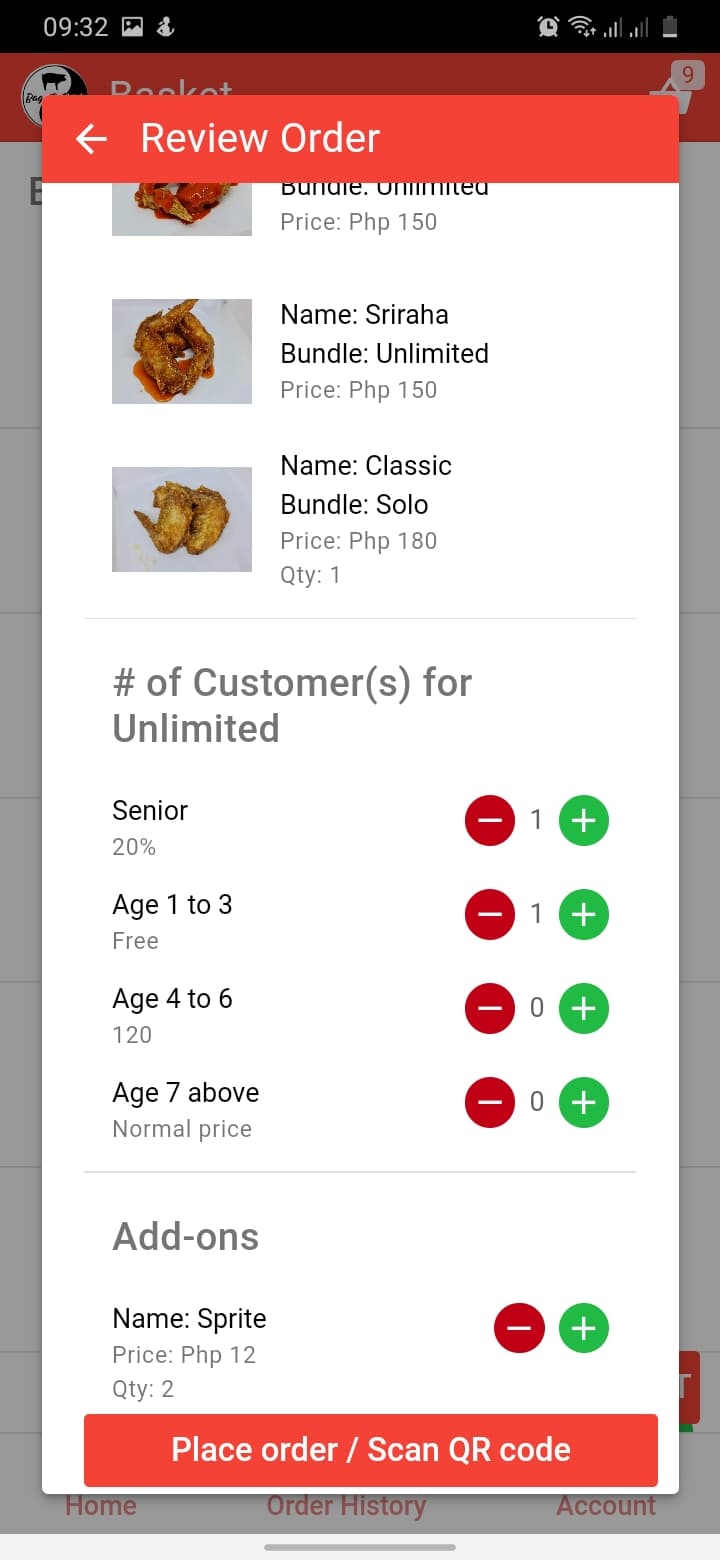 09:32
Basket
9
Review Order
Bundle: Unlimited
Price: Php 150
Name: Sriraha
Bundle: Unlimited
Price: Php 150
Name: Classic
Bundle: Solo
Price: Php 180
Qty: 1
# of Customer(s) for
Unlimited
Senior
20%
1
Age 1 to 3
Free
1
Age 4 to 6
120
0
Age 7 above
Normal price
0
Add-ons
Name: Sprite
Price: Php 12
Qty: 2
Place order / Scan QR code
Home
Order History
Account